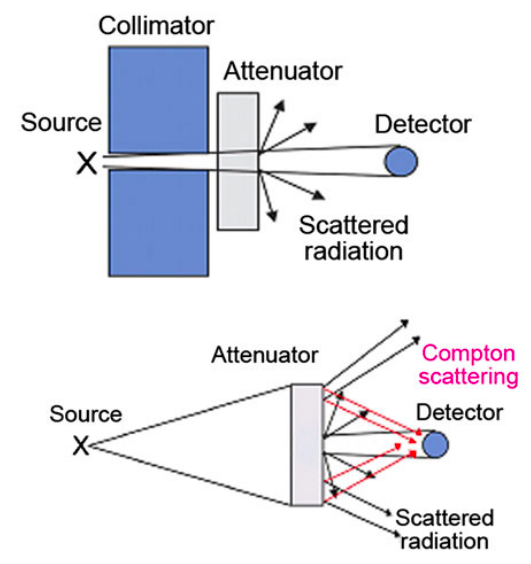 Collimator
Attenuator
Source
X
Detector
Scattered
radiation
Attenuator
Compton
scattering
Source
X
Detector
Scattered
radiation